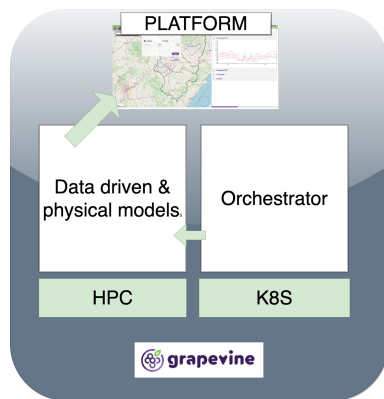 PLATFORM
Data driven &
physical models.
Orchestrator
HPC
K8S
grapevine